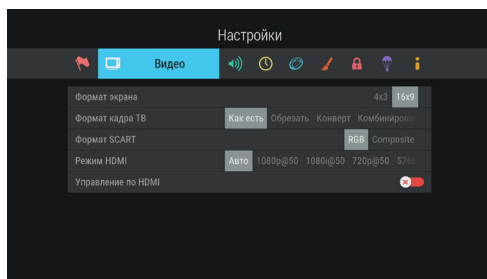 Настройки
Видео
Формат экрана 4x3 16x9
Формат кадра ТВ Как есть Обрезать Конверт
Формат SCART RGB Composite
Режим HDMI Авто 1080p@50 1080i@50 720p@50
Управление по HDMI